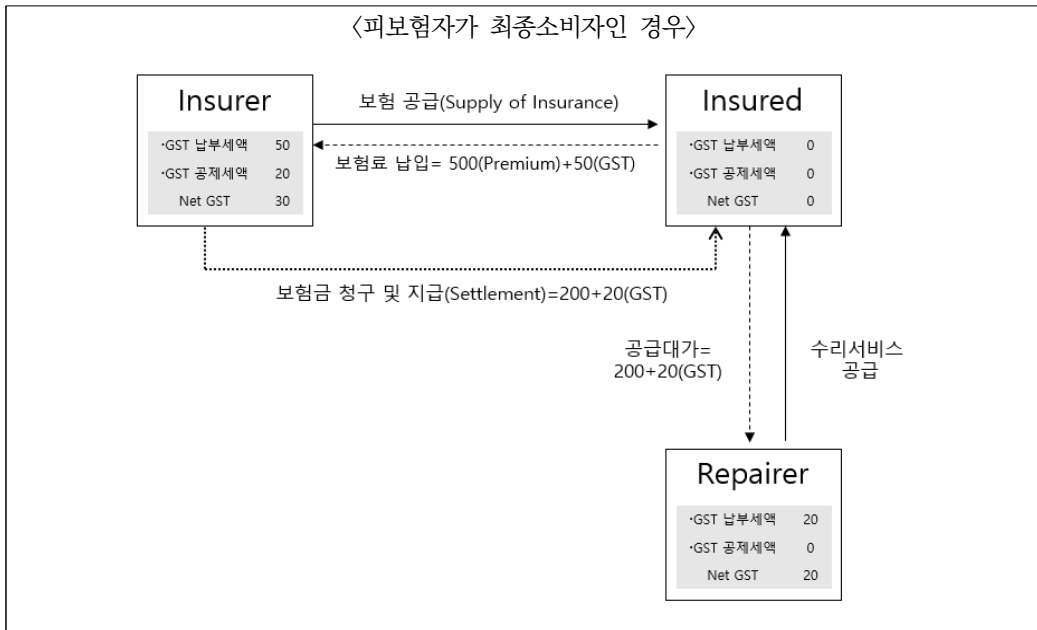 〈피보험자가 최종소비자인 경우〉
Insurer
·GST 납부세액 50
·GST 공제세액 20
Net GST 30
보험 공급(Supply of Insurance)
보험료 납입= 500(Premium)+50(GST)
Insured
·GST 납부세액 0
·GST 공제세액 0
Net GST 0
보험금 청구 및 지급(Settlement)=200+20(GST)
공급대가=
200+20(GST)
수리서비스
공급
Repairer
·GST 납부세액 20
·GST 공제세액 0
Net GST 20